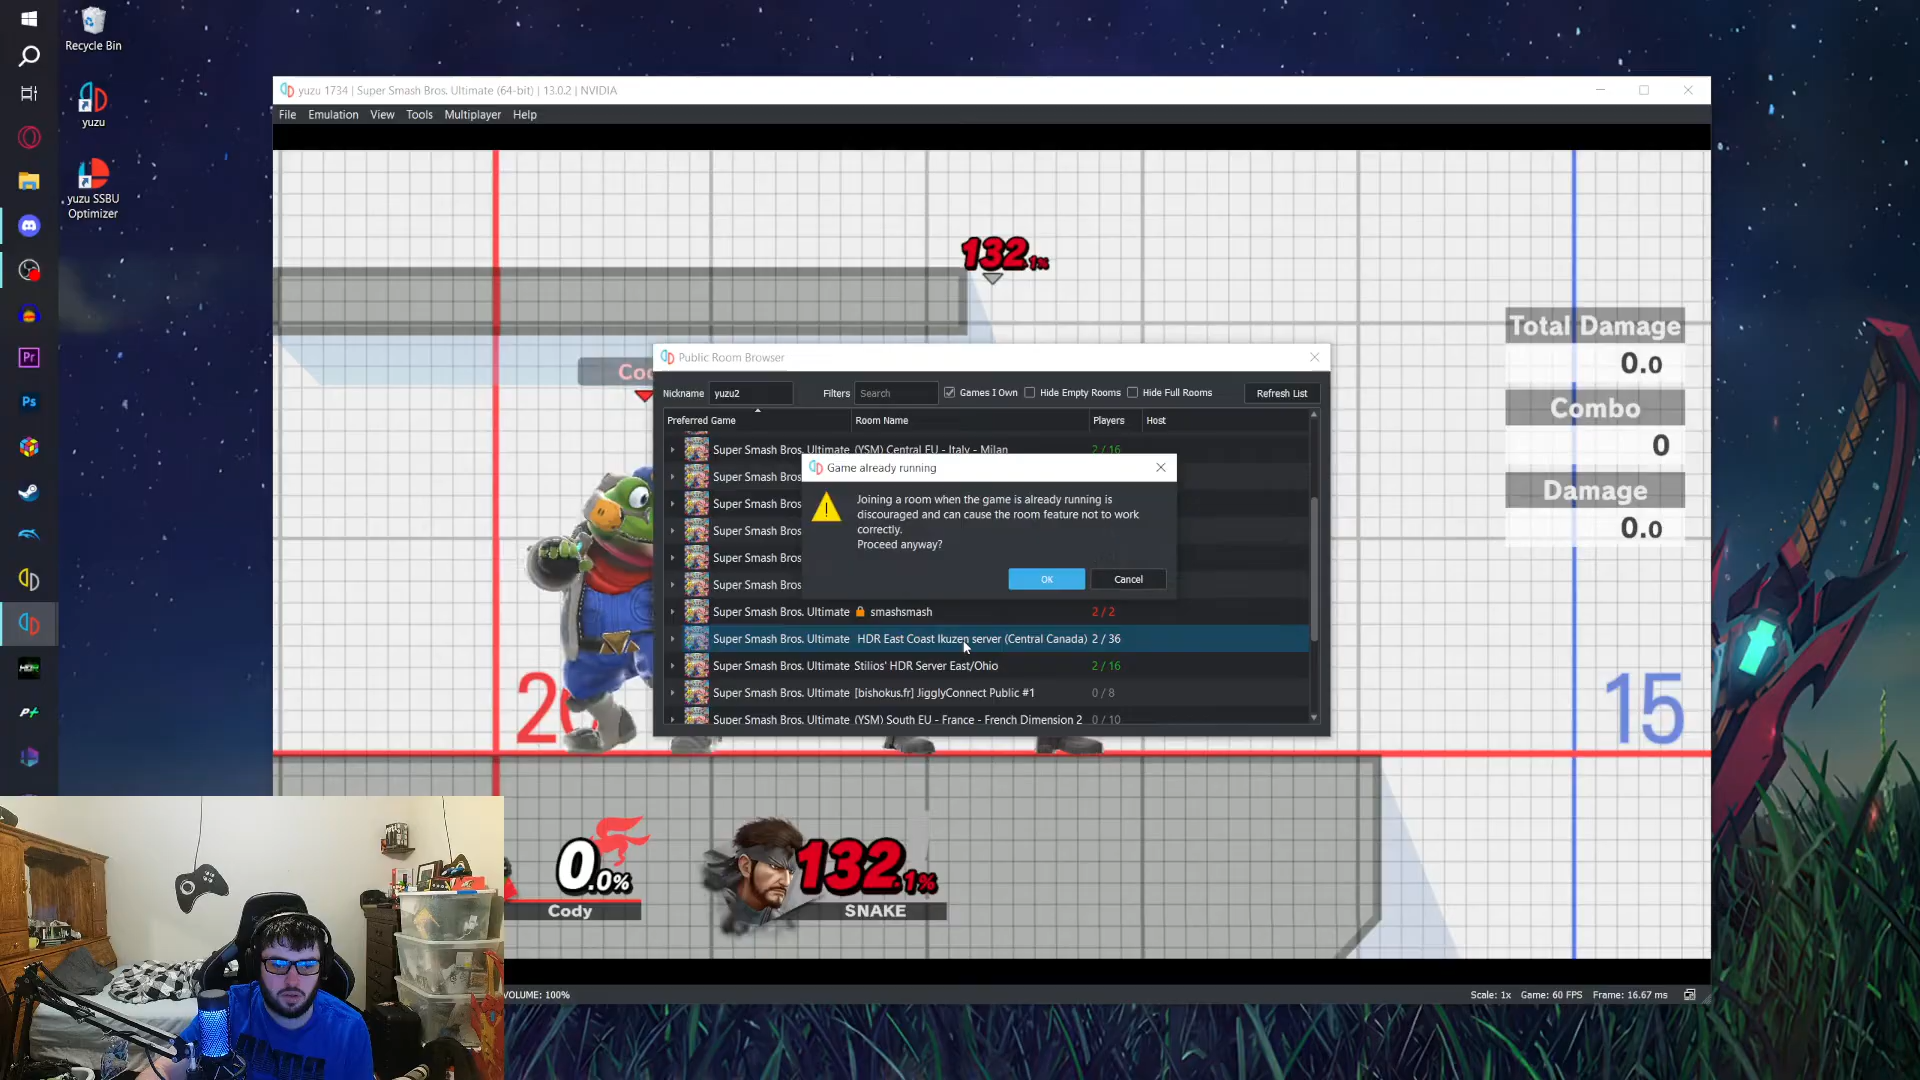 Recycle Bin
yuzu
yuzu SSBU
Optimizer
yuzu 1734 | Super Smash Bros. Ultimate (64-bit) | 13.0.2 | NVIDIA
File Emulation View Tools Multiplayer Help
132.1%
Total Damage
0.0
Combo
0
Damage
0.0
Public Room Browser
Nickname yuzu2 Filters Search Games I Own Hide Empty Rooms Hide Full Rooms Refresh List
Preferred Game Room Name Players Host
Super Smash Bros. Ultimate (YSM) Central EU - Italy - Milan 2 / 16
Super Smash Bros
Super Smash Bros
Super Smash Bros
Super Smash Bros
Super Smash Bros
Super Smash Bros. Ultimate smashsmash 2 / 2
Super Smash Bros. Ultimate HDR East Coast Ikuzen server (Central Canada) 2 / 36
Super Smash Bros. Ultimate Stilios' HDR Server East/Ohio 2 / 16
Super Smash Bros. Ultimate [bishokus.fr] JigglyConnect Public #1 0 / 8
Super Smash Bros. Ultimate (YSM) South EU - France - French Dimension 2 0 / 10
Game already running
Joining a room when the game is already running is
discouraged and can cause the room feature not to work
correctly.
Proceed anyway?
OK Cancel
15
0.0%
Cody
132.1%
SNAKE
VOLUME: 100%
Scale: 1x Game: 60 FPS Frame: 16.67 ms
Pr
Ps